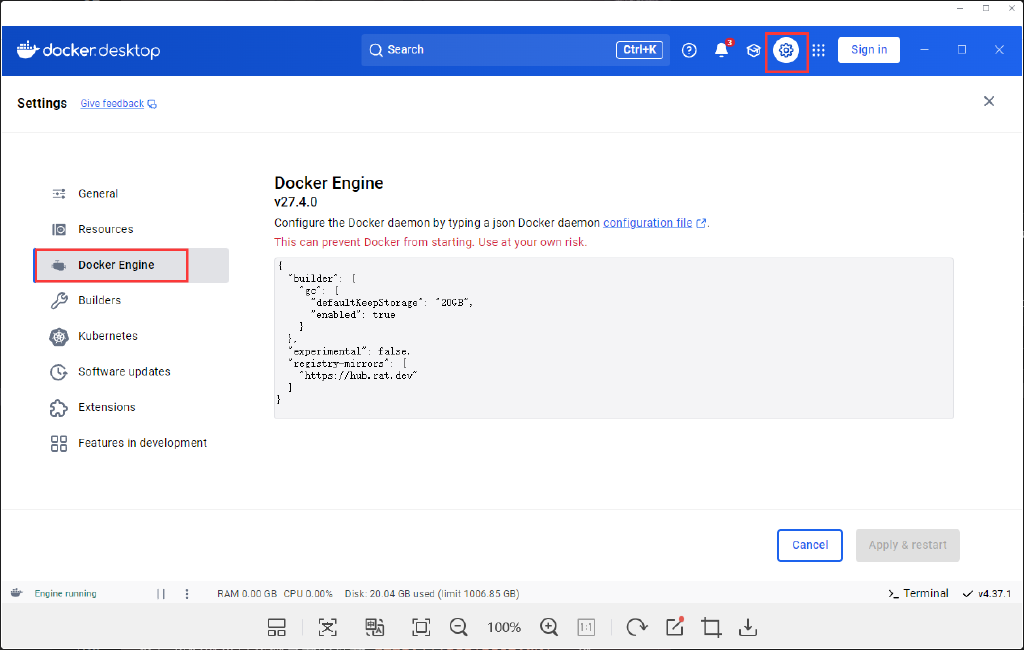 docker.desktop
Search
Ctrl+K
3
Sign in
Settings
Give feedback
General
Resources
Docker Engine
Builders
Kubernetes
Software updates
Extensions
Features in development
Docker Engine
v27.4.0
Configure the Docker daemon by typing a json Docker daemon configuration file.
This can prevent Docker from starting. Use at your own risk.
{
"builder": {
"gc": {
"defaultKeepStorage": "20GB",
"enabled": true
}
},
"experimental": false,
"registry-mirrors": [
"https://hub.rat.dev"
]
}
Cancel
Apply & restart
Engine running
RAM 0.00 GB CPU 0.00% Disk: 20.04 GB used (limit 1006.85 GB)
>_ Terminal
v4.37.1
100%
1:1